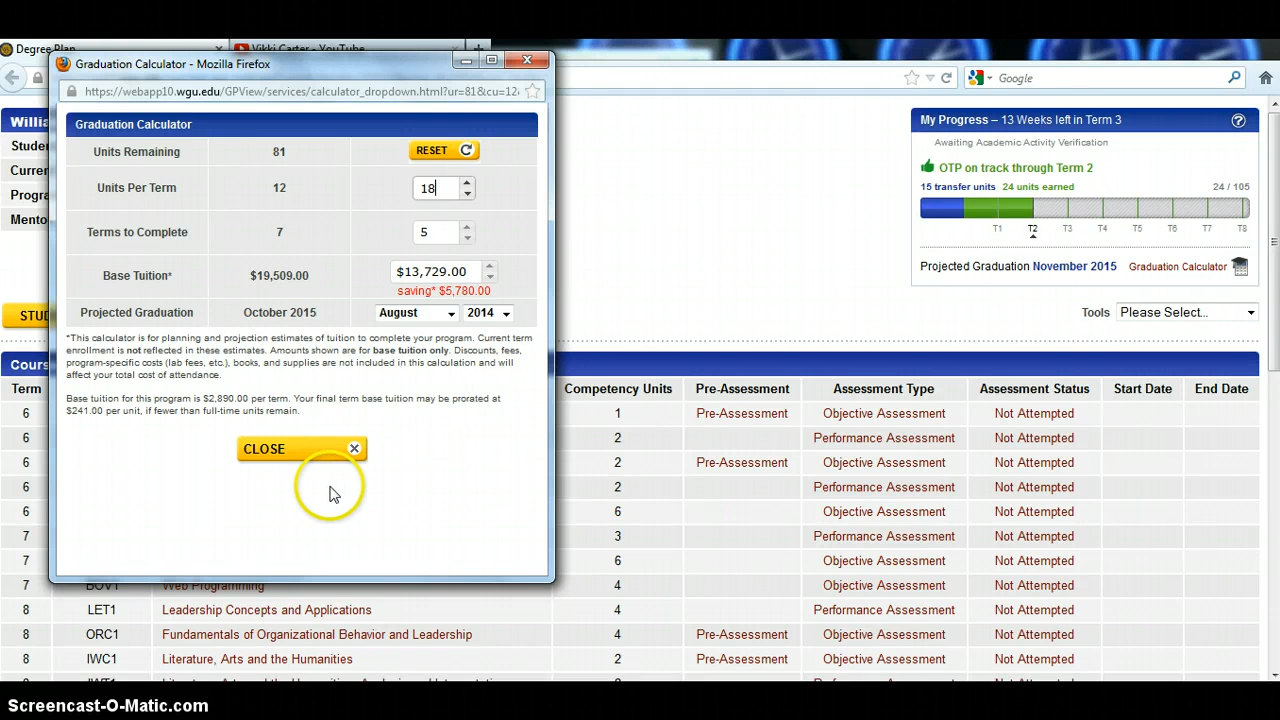 Degree Plan
Vikki Carter - YouTube
Graduation Calculator - Mozilla Firefox
https://webapp10.wgu.edu/GPView/services/calculator_dropdown.html?ur=81&cu=12
Google
Graduation Calculator
Units Remaining 81 RESET
Units Per Term 12 18
Terms to Complete 7 5
Base Tuition* $19,509.00 $13,729.00
saving* $5,780.00
Projected Graduation October 2015 August 2014
*This calculator is for planning and projection estimates of tuition to complete your program. Current term
enrollment is not reflected in these estimates. Amounts shown are for base tuition only. Discounts, fees,
program-specific costs (lab fees, etc.), books, and supplies are not included in this calculation and will
affect your total cost of attendance.
Base tuition for this program is $2,890.00 per term. Your final term base tuition may be prorated at
$241.00 per unit, if fewer than full-time units remain.
CLOSE
Willia
Studen
Curren
Progra
Mento
STUD
My Progress – 13 Weeks left in Term 3
Awaiting Academic Activity Verification
OTP on track through Term 2
15 transfer units 24 units earned 24 / 105
T1 T2 T3 T4 T5 T6 T7 T8
Projected Graduation November 2015 Graduation Calculator
Tools Please Select...
Cours
Term Competency Units Pre-Assessment Assessment Type Assessment Status Start Date End Date
6 1 Pre-Assessment Objective Assessment Not Attempted
6 2 Performance Assessment Not Attempted
6 2 Pre-Assessment Objective Assessment Not Attempted
6 2 Performance Assessment Not Attempted
6 6 Objective Assessment Not Attempted
7 3 Performance Assessment Not Attempted
7 6 Objective Assessment Not Attempted
7 BOV1 Web Programming 4 Objective Assessment Not Attempted
8 LET1 Leadership Concepts and Applications 4 Performance Assessment Not Attempted
8 ORC1 Fundamentals of Organizational Behavior and Leadership 4 Pre-Assessment Objective Assessment Not Attempted
8 IWC1 Literature, Arts and the Humanities 2 Pre-Assessment Objective Assessment Not Attempted
Screencast-O-Matic.com